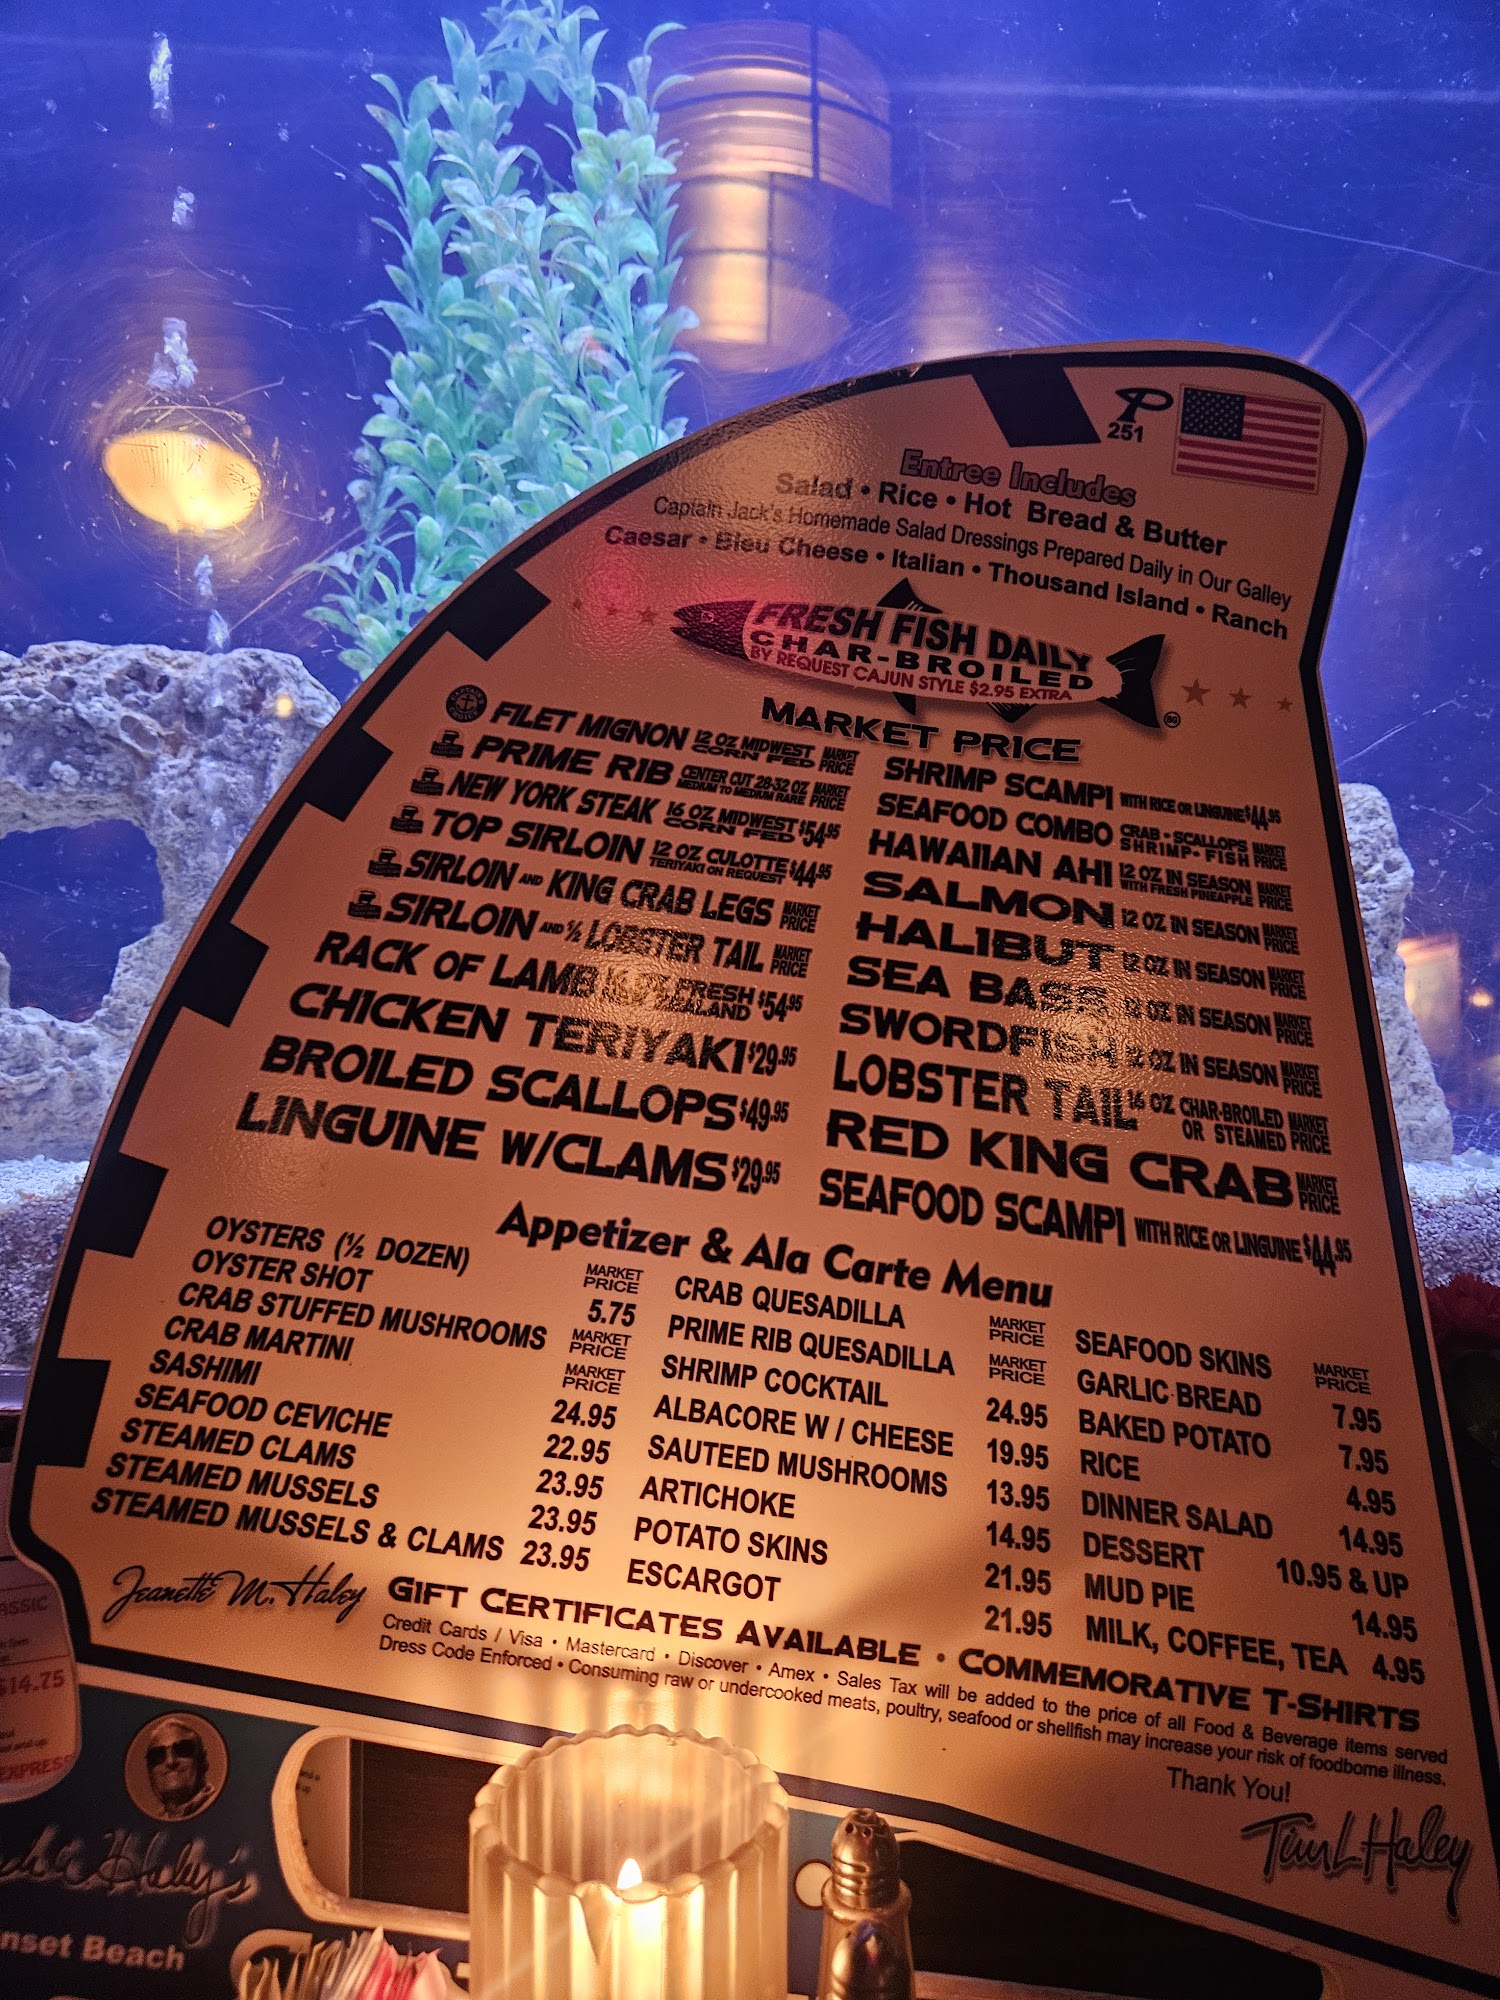 P
251
Entree Includes
Salad • Rice • Hot Bread & Butter
Captain Jack's Homemade Salad Dressings Prepared Daily in Our Galley
Caesar • Bleu Cheese • Italian • Thousand Island • Ranch
FRESH FISH DAILY
CHAR-BROILED
BY REQUEST CAJUN STYLE $2.95 EXTRA
MARKET PRICE
FILET MIGNON 12 OZ MIDWEST CORN FED MARKET PRICE
PRIME RIB CENTER CUT 28-32 OZ MEDIUM TO MEDIUM RARE MARKET PRICE
NEW YORK STEAK 16 OZ MIDWEST CORN FED $54.95
TOP SIRLOIN 12 OZ CULOTTE TERIYAKI ON REQUEST $44.95
SIRLOIN AND KING CRAB LEGS MARKET PRICE
SIRLOIN AND ½ LOBSTER TAIL MARKET PRICE
RACK OF LAMB FRESH ZEALAND $54.95
CHICKEN TERIYAKI $29.95
BROILED SCALLOPS $49.95
LINGUINE W/CLAMS $29.95
SHRIMP SCAMPI WITH RICE OR LINGUINE $44.95
SEAFOOD COMBO CRAB - SCALLOPS SHRIMP - FISH MARKET PRICE
HAWAIIAN AHI 12 OZ IN SEASON WITH FRESH PINEAPPLE MARKET PRICE
SALMON 12 OZ IN SEASON MARKET PRICE
HALIBUT 12 OZ IN SEASON MARKET PRICE
SEA BASS 12 OZ IN SEASON MARKET PRICE
SWORDFISH 12 OZ IN SEASON MARKET PRICE
LOBSTER TAIL 16 OZ CHAR-BROILED OR STEAMED MARKET PRICE
RED KING CRAB MARKET PRICE
SEAFOOD SCAMPI WITH RICE OR LINGUINE $44.95
Appetizer & Ala Carte Menu
OYSTERS (½ DOZEN) MARKET PRICE
OYSTER SHOT 5.75
CRAB STUFFED MUSHROOMS MARKET PRICE
CRAB MARTINI MARKET PRICE
SASHIMI 24.95
SEAFOOD CEVICHE 22.95
STEAMED CLAMS 23.95
STEAMED MUSSELS 23.95
STEAMED MUSSELS & CLAMS 23.95
CRAB QUESADILLA MARKET PRICE
PRIME RIB QUESADILLA MARKET PRICE
SHRIMP COCKTAIL 24.95
ALBACORE W / CHEESE 19.95
SAUTEED MUSHROOMS 13.95
ARTICHOKE 14.95
POTATO SKINS 21.95
ESCARGOT 21.95
SEAFOOD SKINS MARKET PRICE
GARLIC BREAD 7.95
BAKED POTATO 7.95
RICE 4.95
DINNER SALAD 14.95
DESSERT 10.95 & UP
MUD PIE 14.95
MILK, COFFEE, TEA 4.95
Jeanette M. Haley
GIFT CERTIFICATES AVAILABLE • COMMEMORATIVE T-SHIRTS
Credit Cards / Visa • Mastercard • Discover • Amex • Sales Tax will be added to the price of all Food & Beverage items served
Dress Code Enforced • Consuming raw or undercooked meats, poultry, seafood or shellfish may increase your risk of foodborne illness.
Thank You!
Tim L Haley
ASSIC
$14.75
EXPRESS
Haley's
nset Beach